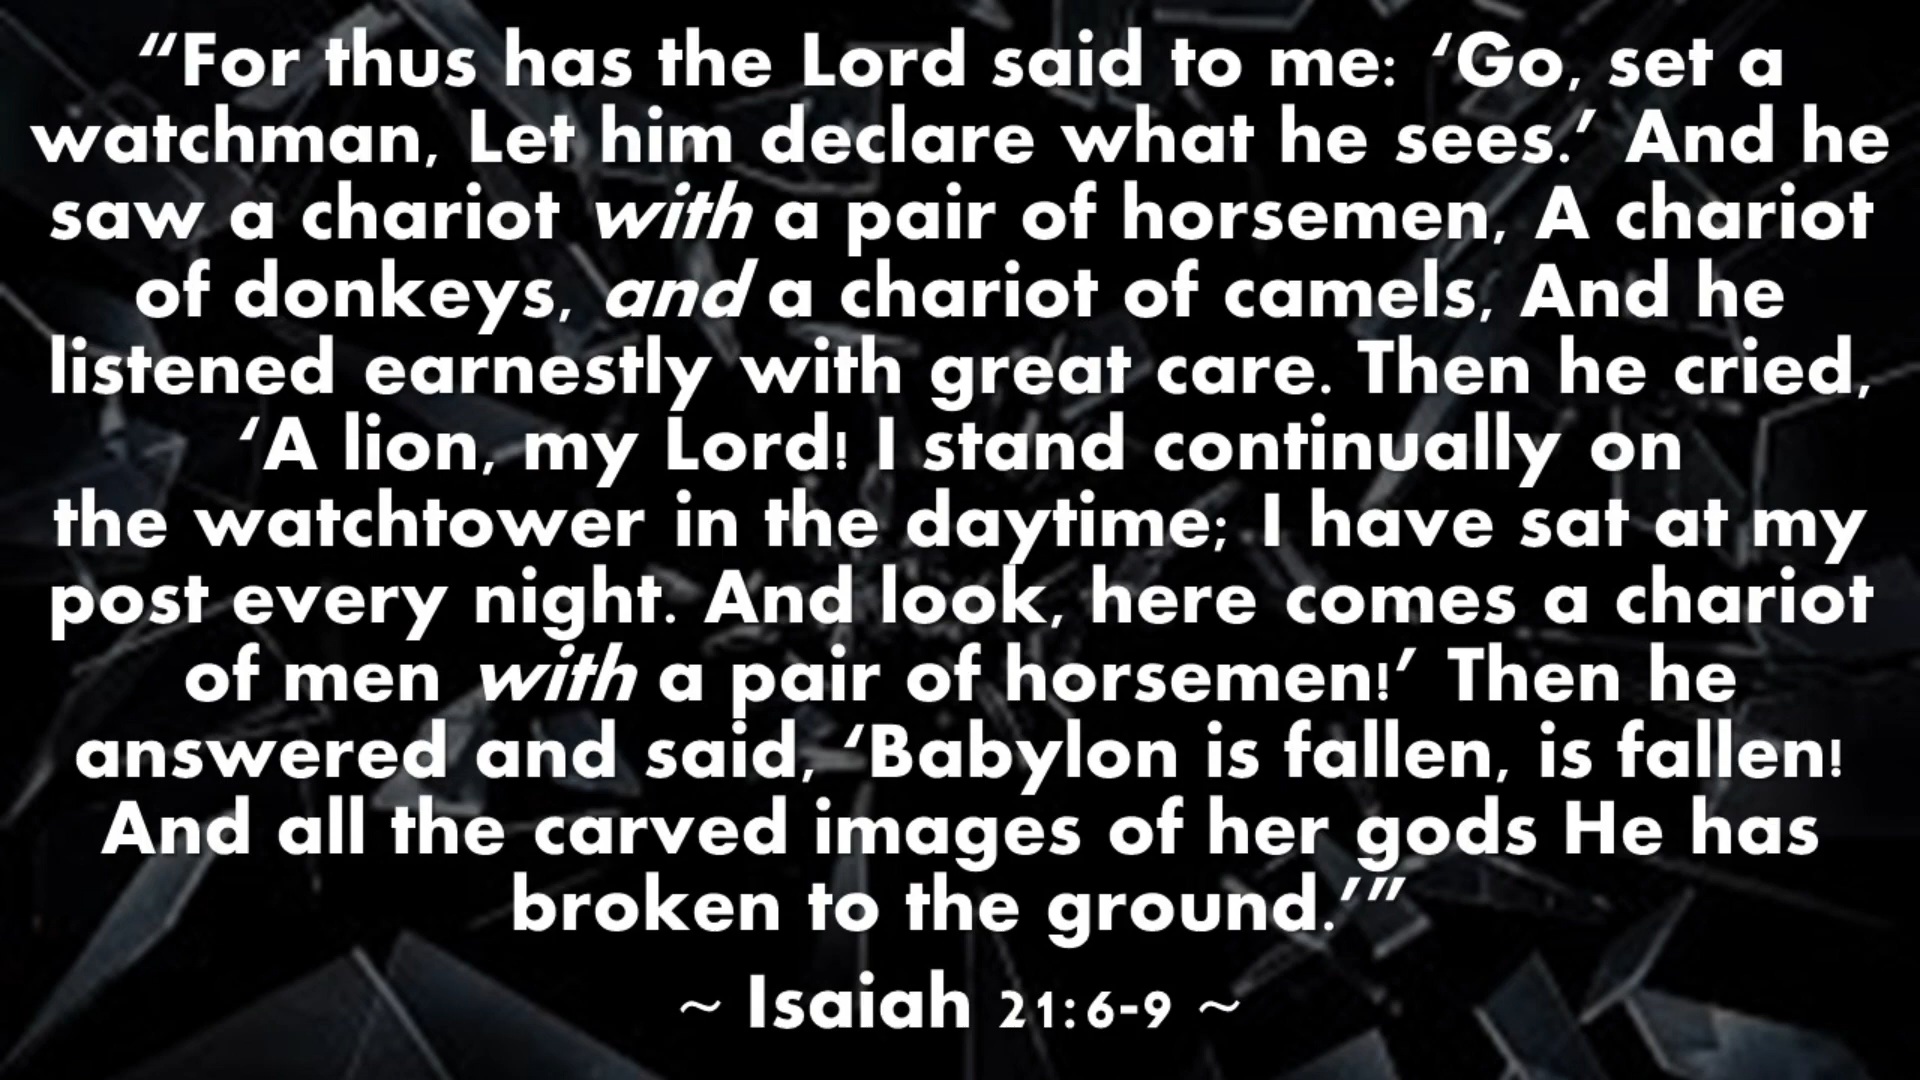 “For thus has the Lord said to me: ‘Go, set a
watchman, Let him declare what he sees.’ And he
saw a chariot with a pair of horsemen, A chariot
of donkeys, and a chariot of camels, And he
listened earnestly with great care. Then he cried,
‘A lion, my Lord! I stand continually on
the watchtower in the daytime; I have sat at my
post every night. And look, here comes a chariot
of men with a pair of horsemen!’ Then he
answered and said, ‘Babylon is fallen, is fallen!
And all the carved images of her gods He has
broken to the ground.’”
~ Isaiah 21:6-9 ~